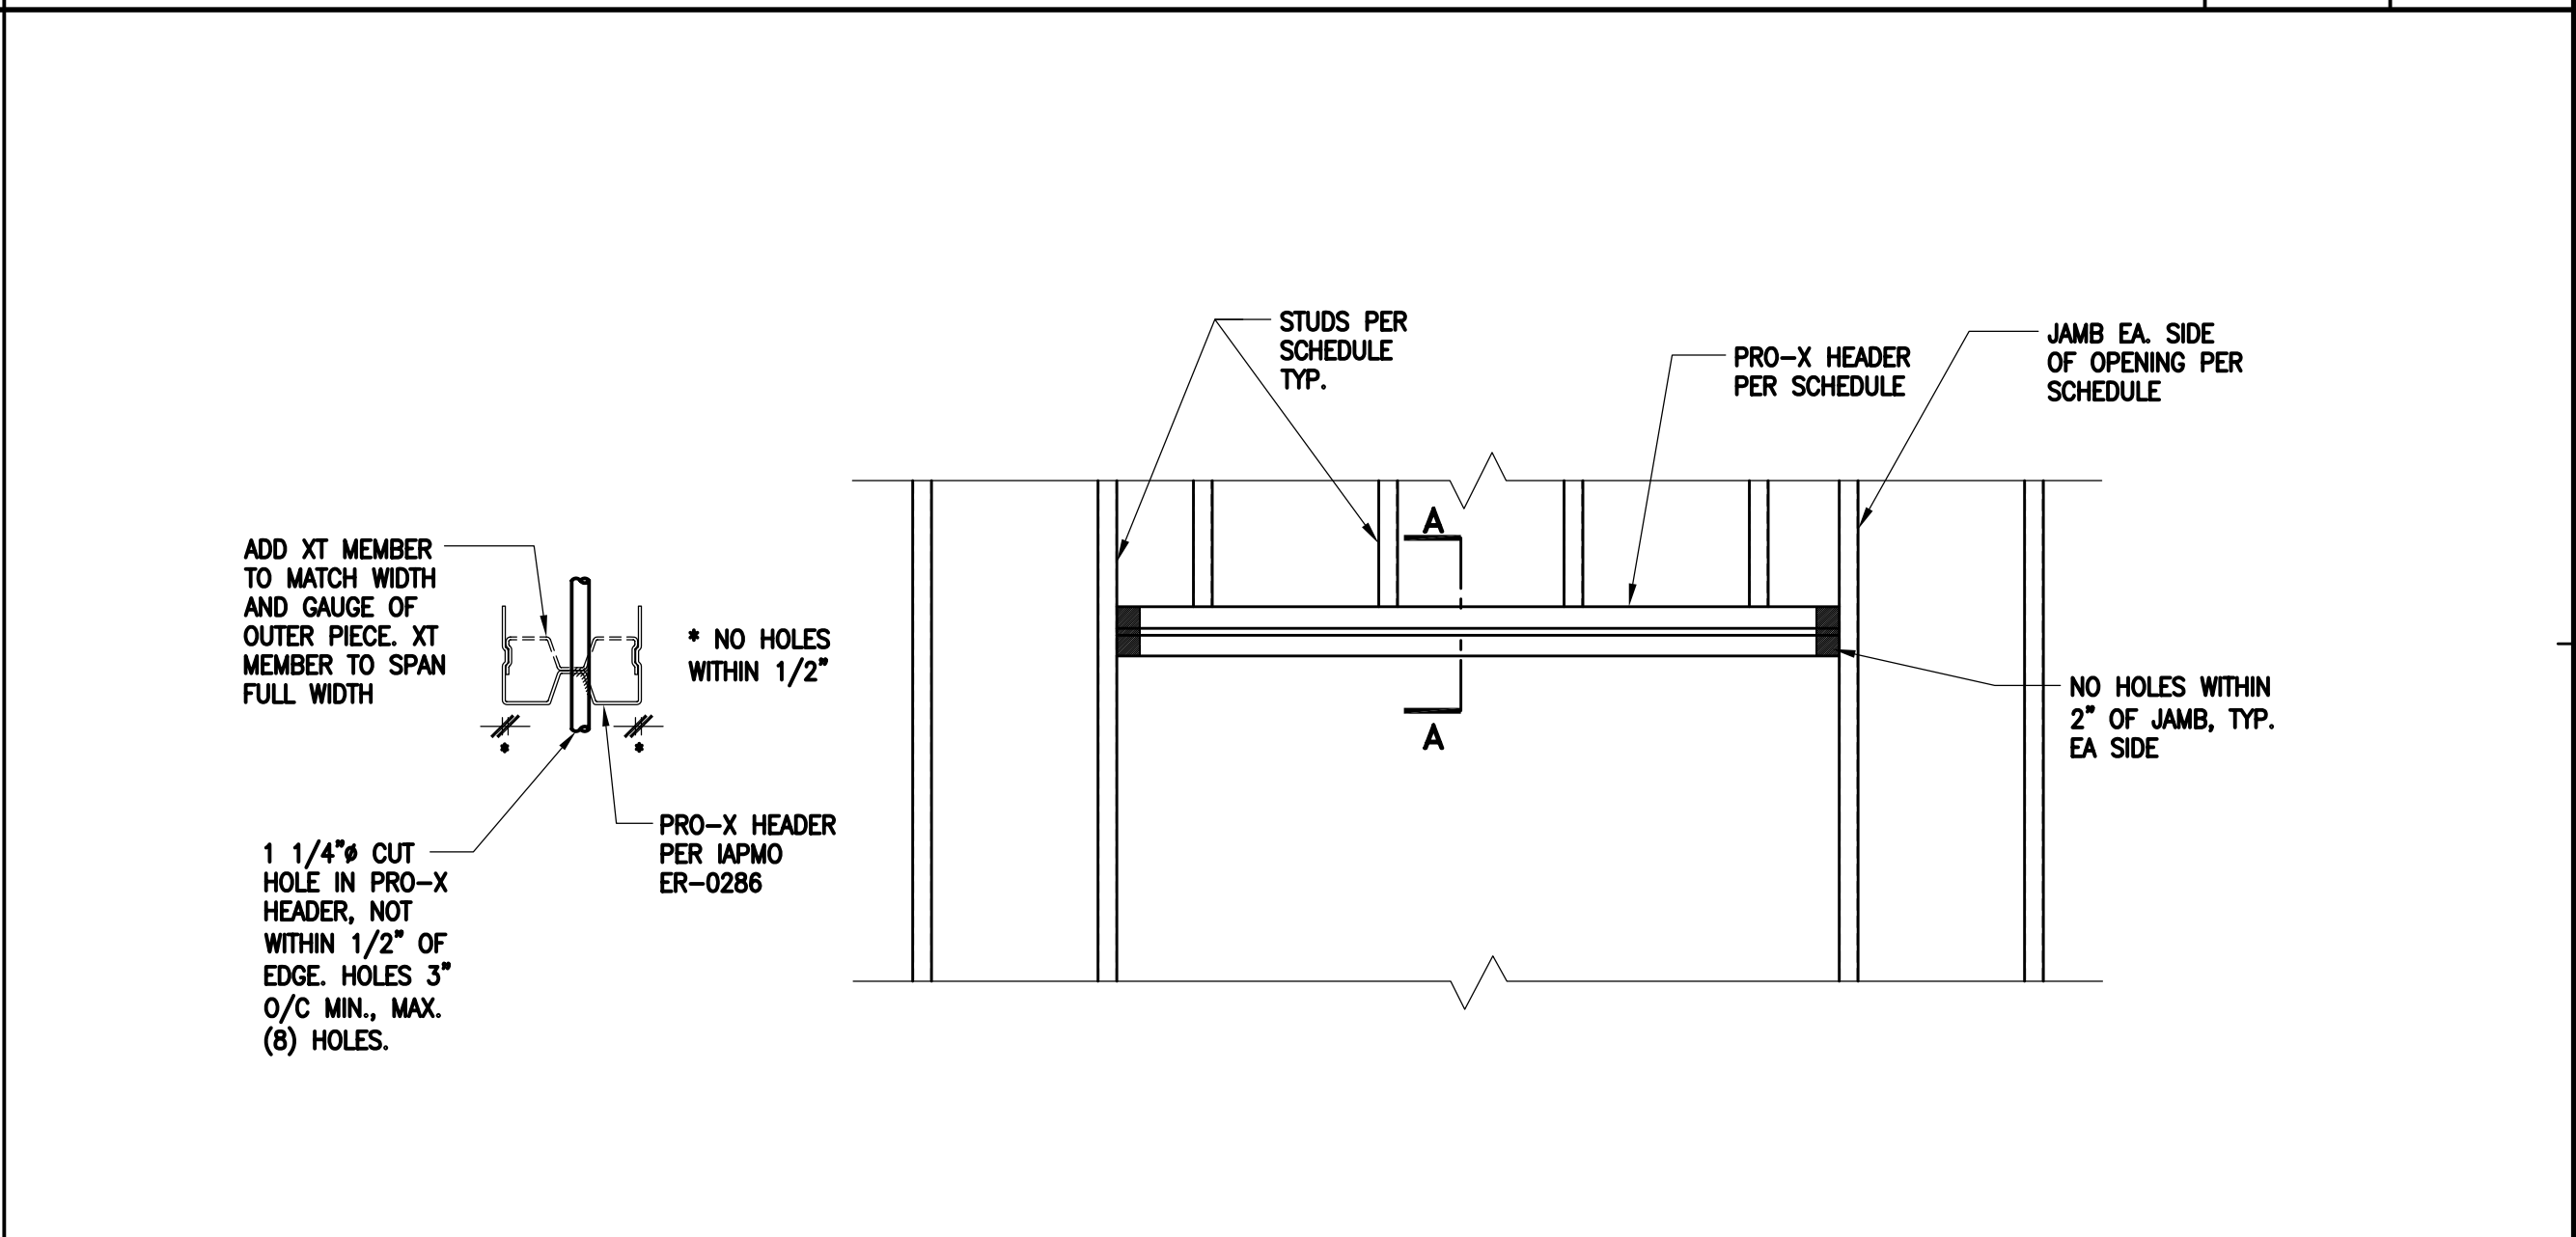 STUDS PER
SCHEDULE
TYP.
PRO-X HEADER
PER SCHEDULE
JAMB EA. SIDE
OF OPENING PER
SCHEDULE
ADD XT MEMBER
TO MATCH WIDTH
AND GAUGE OF
OUTER PIECE. XT
MEMBER TO SPAN
FULL WIDTH
* NO HOLES
WITHIN 1/2"
*
*
A
A
NO HOLES WITHIN
2" OF JAMB, TYP.
EA SIDE
PRO-X HEADER
PER IAPMO
ER-0286
1 1/4"ø CUT
HOLE IN PRO-X
HEADER, NOT
WITHIN 1/2" OF
EDGE. HOLES 3"
O/C MIN., MAX.
(8) HOLES.